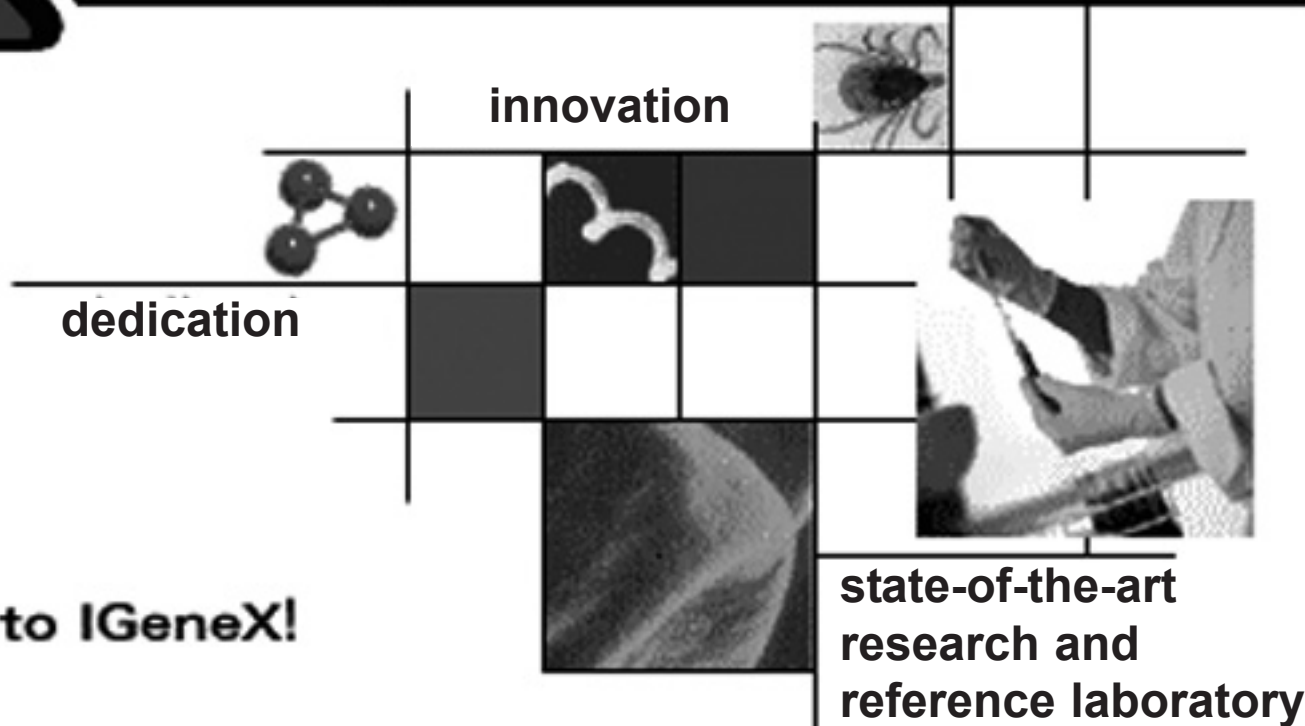 innovation
dedication
to IGeneX!
state-of-the-art
research and
reference laboratory